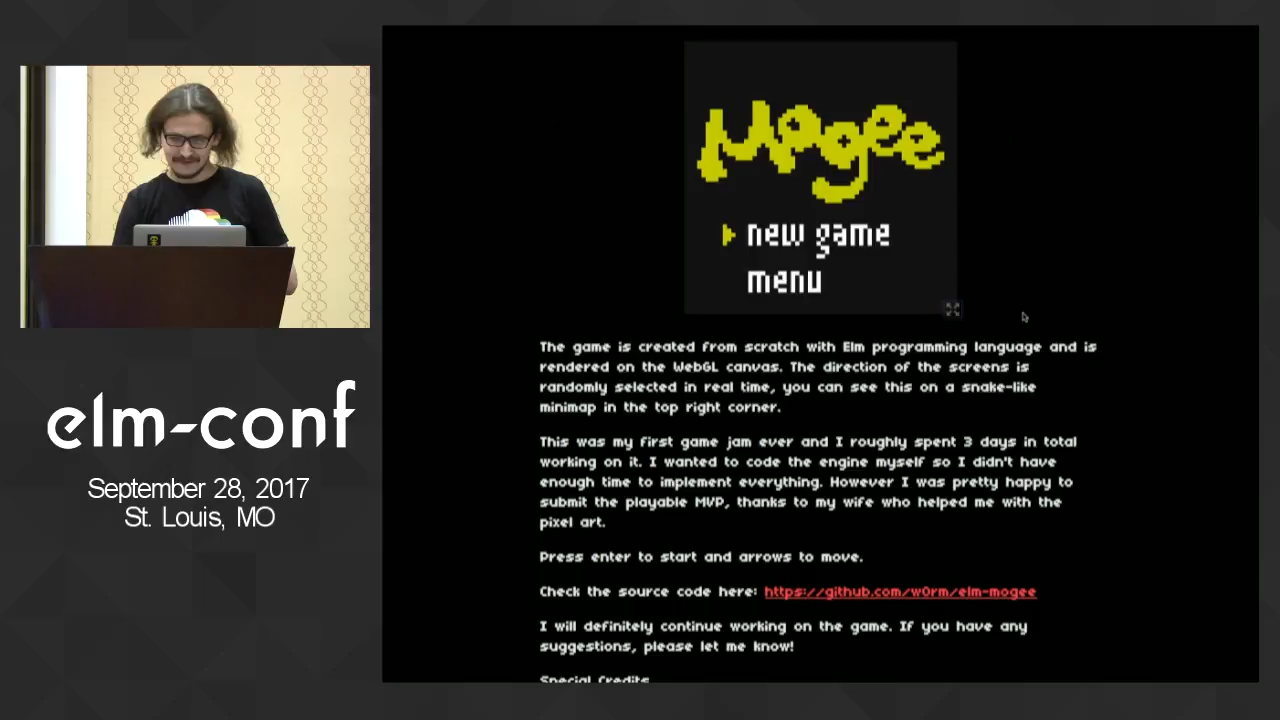 elm-conf
September 28, 2017
St. Louis, MO
Mogee
new game
menu
The game is created from scratch with Elm programming language and is
rendered on the WebGL canvas. The direction of the screens is
randomly selected in real time, you can see this on a snake-like
minimap in the top right corner.
This was my first game jam ever and I roughly spent 3 days in total
working on it. I wanted to code the engine myself so I didn't have
enough time to implement everything. However I was pretty happy to
submit the playable MVP, thanks to my wife who helped me with the
pixel art.
Press enter to start and arrows to move.
Check the source code here: https://github.com/w0rm/elm-mogee
I will definitely continue working on the game. If you have any
suggestions, please let me know!
Special Credits